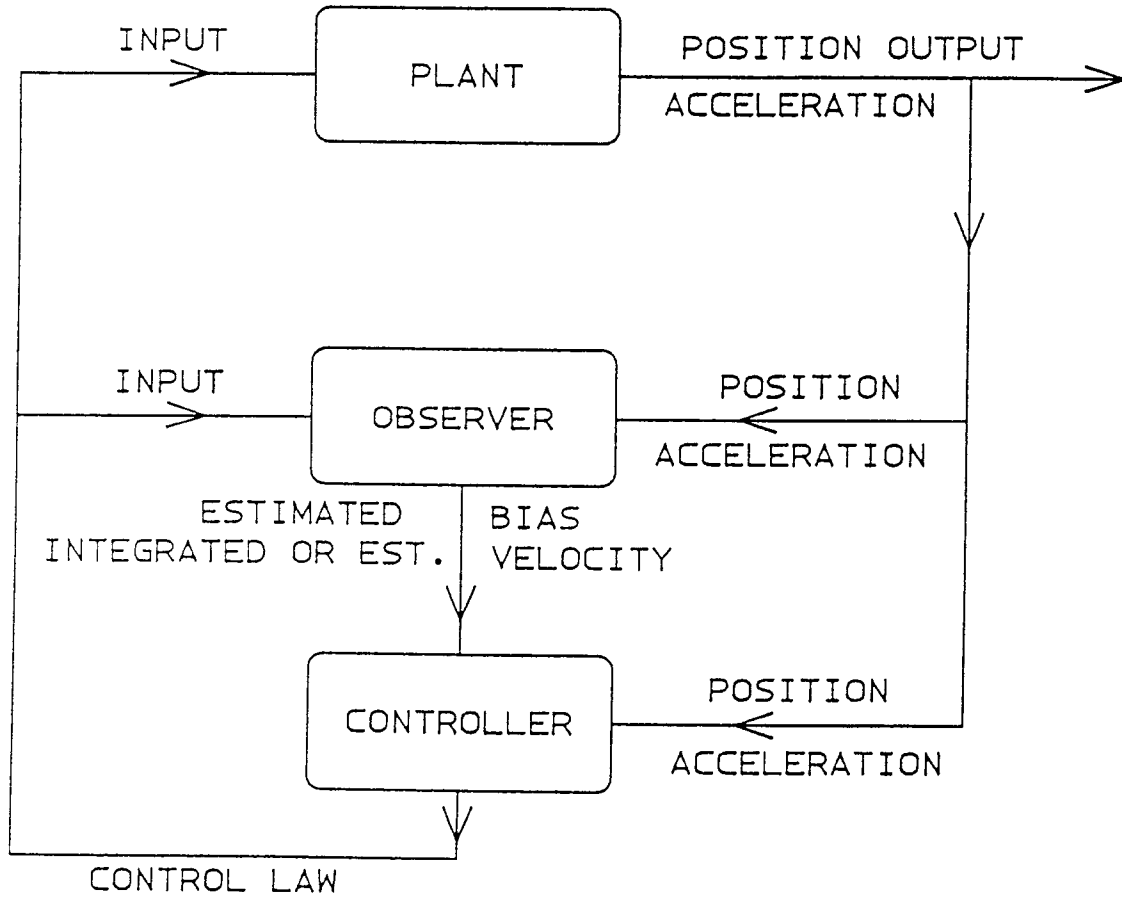 INPUT
PLANT
POSITION OUTPUT
ACCELERATION
INPUT
OBSERVER
POSITION
ACCELERATION
ESTIMATED BIAS
INTEGRATED OR EST. VELOCITY
CONTROLLER
POSITION
ACCELERATION
CONTROL LAW